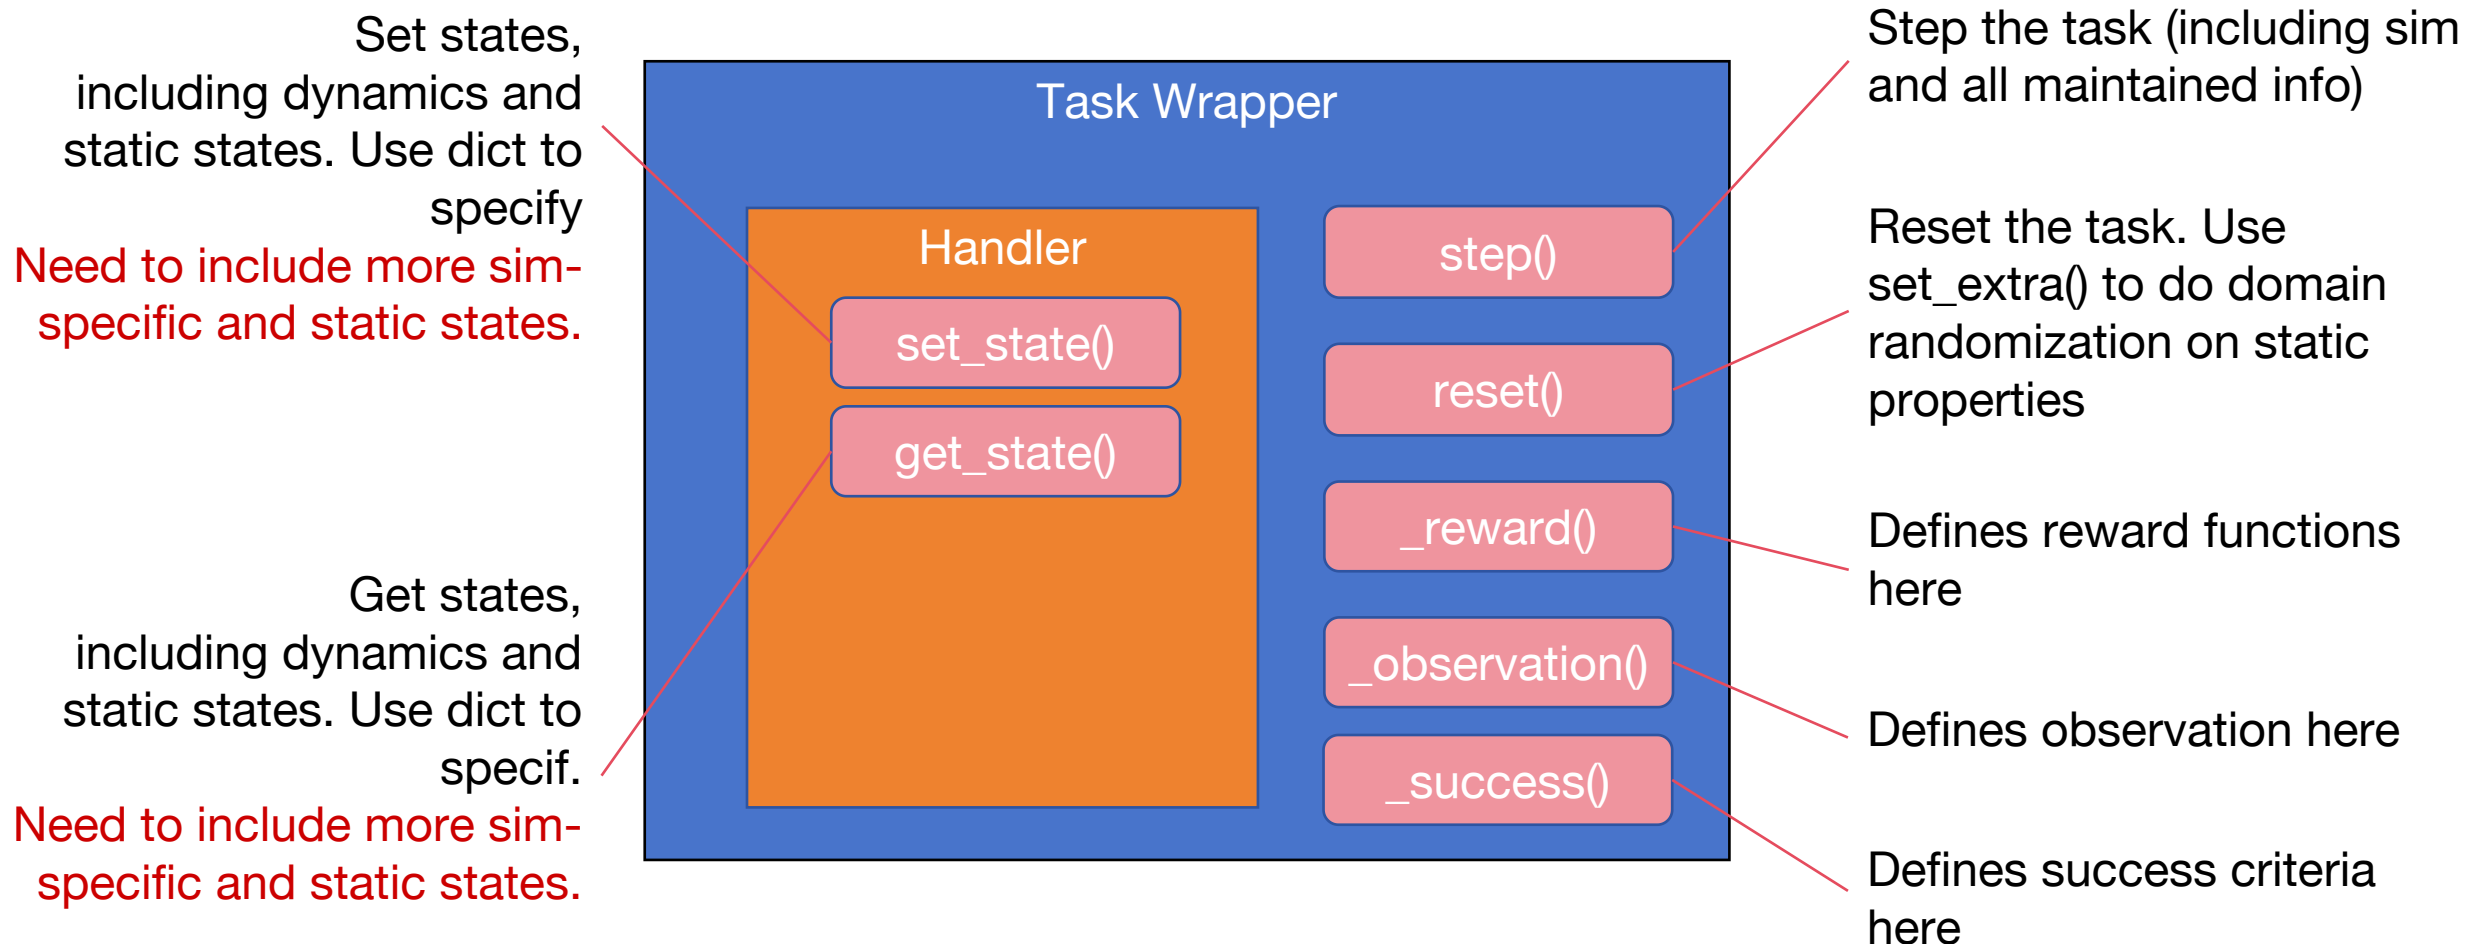 Set states,
including dynamics and
static states. Use dict to
specify
Need to include more sim-
specific and static states.
Get states,
including dynamics and
static states. Use dict to
specif.
Need to include more sim-
specific and static states.
Task Wrapper
Handler
set_state()
get_state()
step()
reset()
_reward()
_observation()
_success()
Step the task (including sim
and all maintained info)
Reset the task. Use
set_extra() to do domain
randomization on static
properties
Defines reward functions
here
Defines observation here
Defines success criteria
here